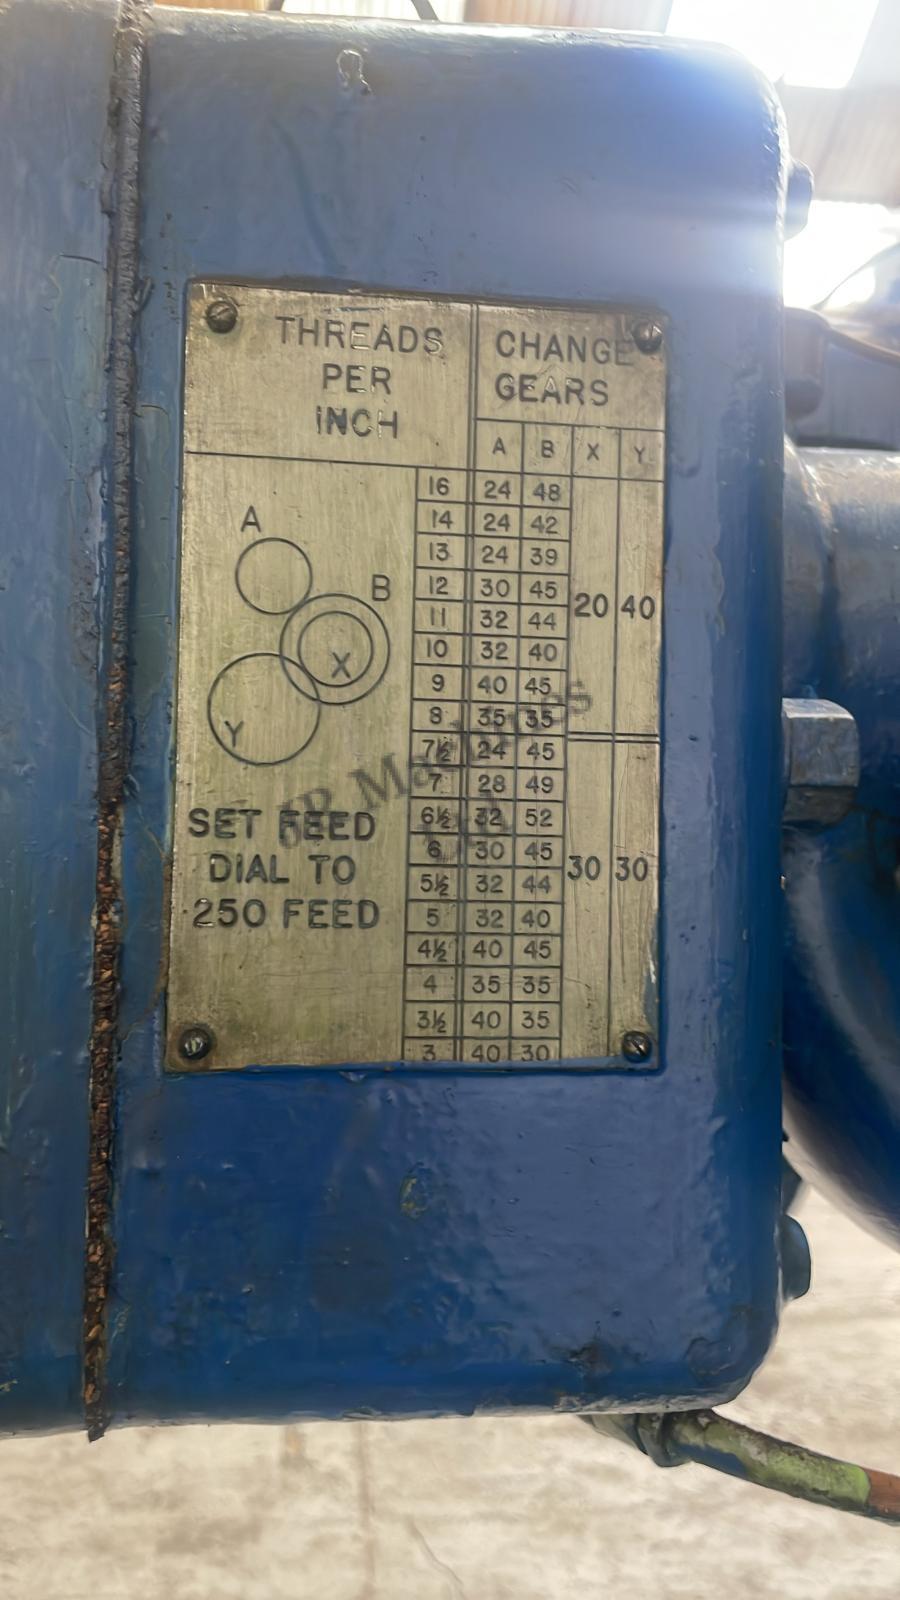 THREADS
PER
INCH
CHANGE
GEARS
A B X Y
16 24 48
14 24 42
13 24 39
12 30 45
11 32 44
10 32 40
9 40 45
8 35 35
20 40
7½ 24 45
7 28 49
6½ 32 52
6 30 45
5½ 32 44
5 32 40
4½ 40 45
4 35 35
3½ 40 35
3 40 30
30 30
A
B
X
Y
SET FEED
DIAL TO
250 FEED